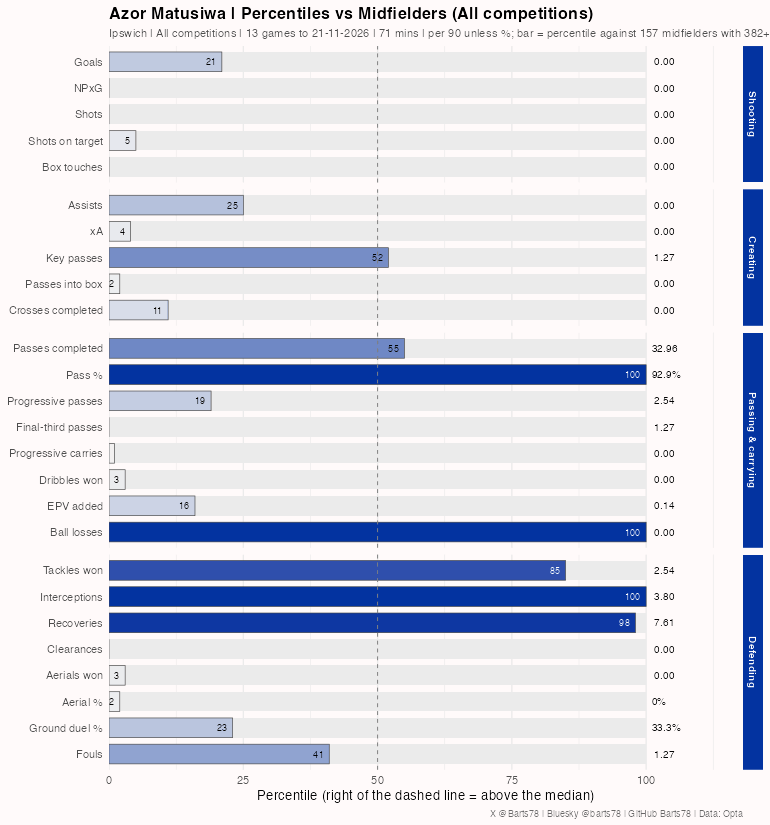 Azor Matusiwa | Percentiles vs Midfielders (All competitions)
Ipswich | All competitions | 13 games to 21-11-2026 | 71 mins | per 90 unless %; bar = percentile against 157 midfielders with 382+
Goals 21 0.00
NPxG 0.00
Shots 0.00
Shots on target 5 0.00
Box touches 0.00
Shooting
Assists 25 0.00
xA 4 0.00
Key passes 52 1.27
Passes into box 2 0.00
Crosses completed 11 0.00
Creating
Passes completed 55 32.96
Pass % 100 92.9%
Progressive passes 19 2.54
Final-third passes 1.27
Progressive carries 0.00
Dribbles won 3 0.00
EPV added 16 0.14
Ball losses 100 0.00
Passing & carrying
Tackles won 85 2.54
Interceptions 100 3.80
Recoveries 98 7.61
Clearances 0.00
Aerials won 3 0.00
Aerial % 2 0%
Ground duel % 23 33.3%
Fouls 41 1.27
Defending
0 25 50 75 100
Percentile (right of the dashed line = above the median)
X @Barts78 | Bluesky @barts78 | GitHub Barts78 | Data: Opta